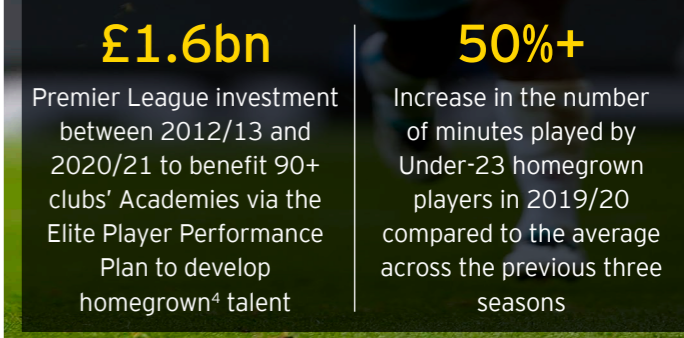 £1.6bn
Premier League investment
between 2012/13 and
2020/21 to benefit 90+
clubs’ Academies via the
Elite Player Performance
Plan to develop
homegrown⁴ talent
50%+
Increase in the number
of minutes played by
Under-23 homegrown
players in 2019/20
compared to the average
across the previous three
seasons